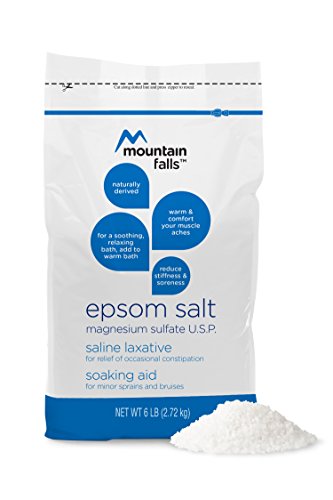 Cut along dotted line and press zipper to reseal
mountain
falls™
naturally
derived
warm &
comfort
your muscle
aches
for a soothing,
relaxing
bath, add to
warm bath
reduce
stiffness &
soreness
epsom salt
magnesium sulfate U.S.P.
saline laxative
for relief of occasional constipation
soaking aid
for minor sprains and bruises
NET WT 6 LB (2.72 kg)